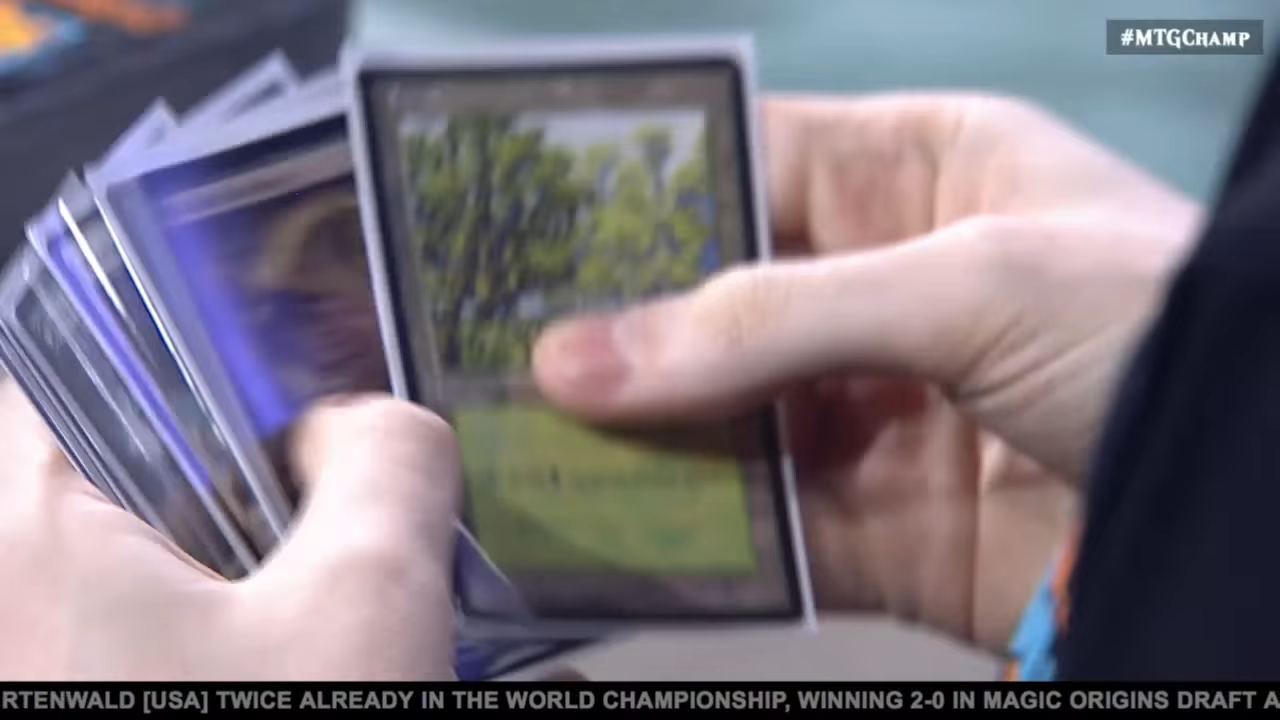 #MTGChamp
RTENWALD [USA] TWICE ALREADY IN THE WORLD CHAMPIONSHIP, WINNING 2-0 IN MAGIC ORIGINS DRAFT A